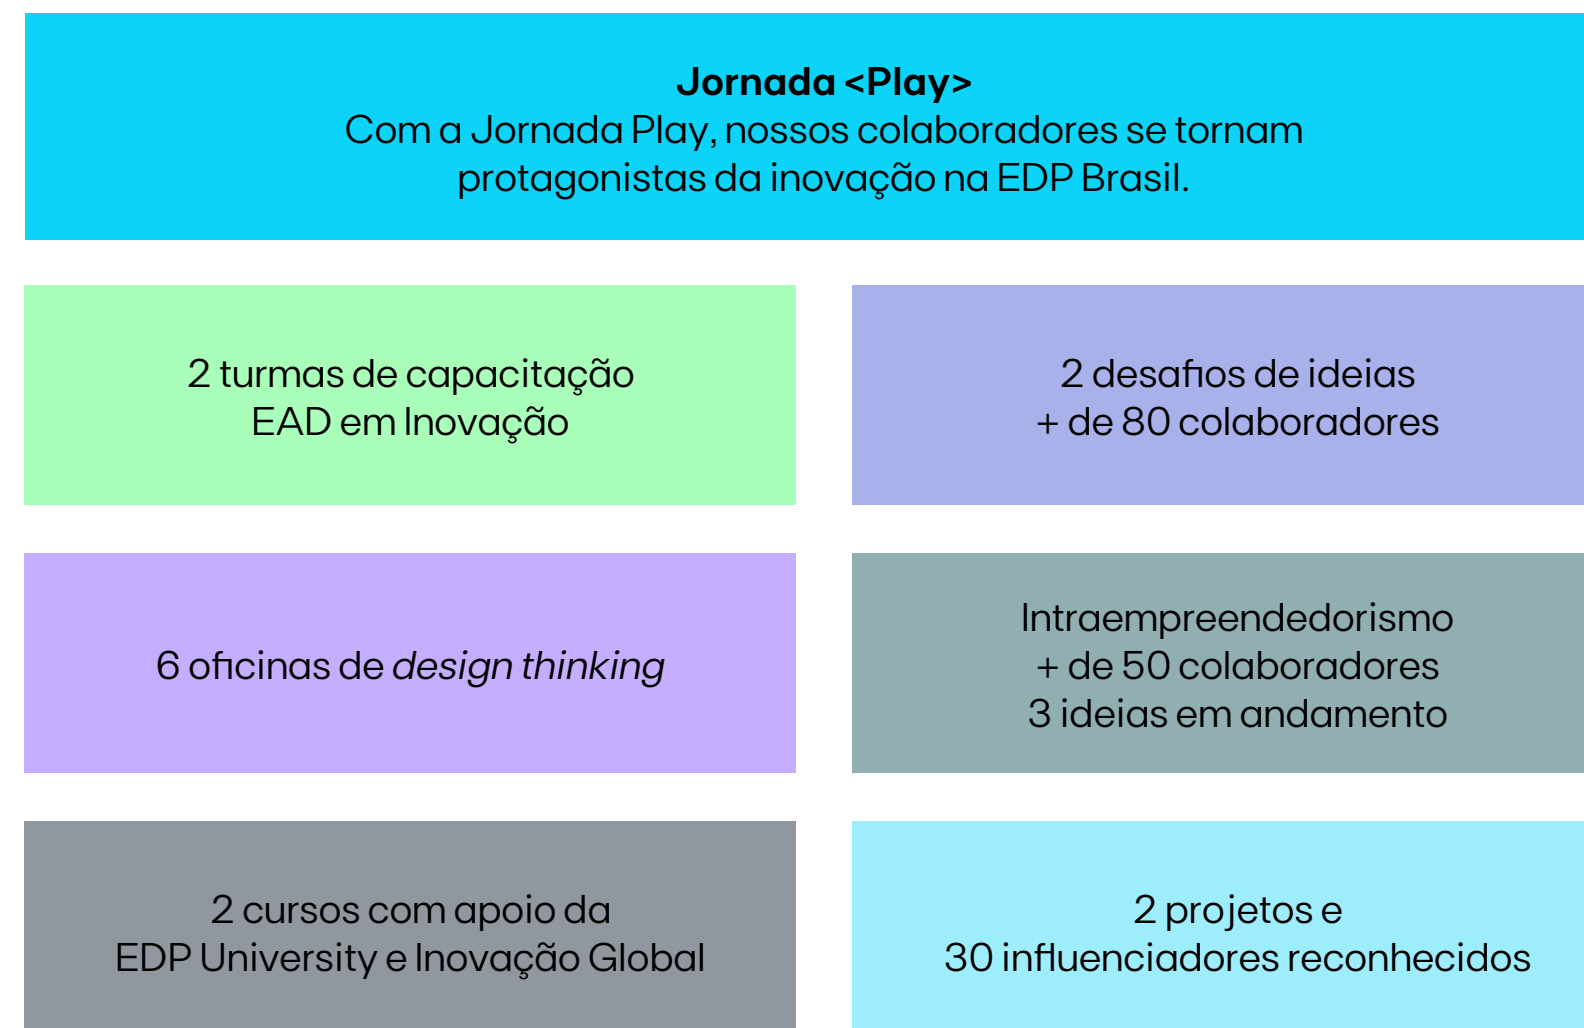 Jornada <Play>
Com a Jornada Play, nossos colaboradores se tornam
protagonistas da inovação na EDP Brasil.
2 turmas de capacitação
EAD em Inovação
2 desafios de ideias
+ de 80 colaboradores
6 oficinas de design thinking
Intraempreendedorismo
+ de 50 colaboradores
3 ideias em andamento
2 cursos com apoio da
EDP University e Inovação Global
2 projetos e
30 influenciadores reconhecidos